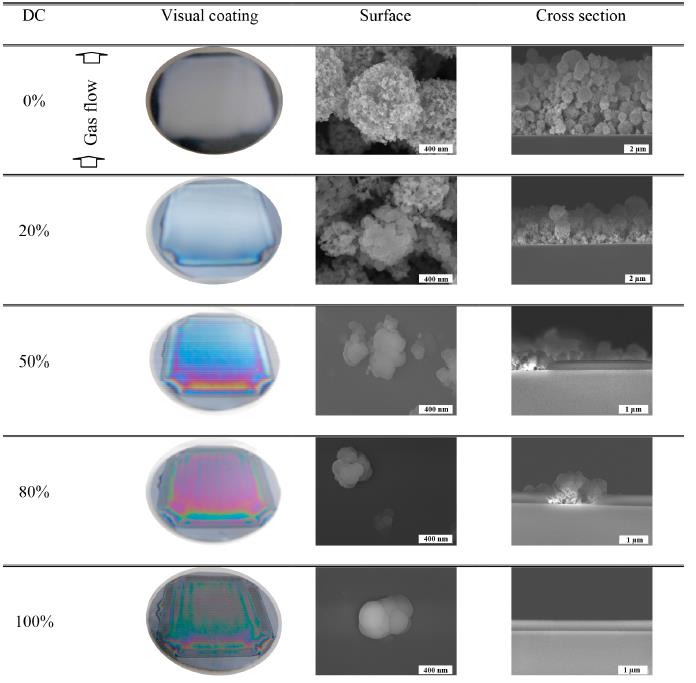 DC Visual coating Surface Cross section
0% Gas flow 400 nm 2 µm
20% 400 nm 2 µm
50% 400 nm 1 µm
80% 400 nm 1 µm
100% 400 nm 1 µm